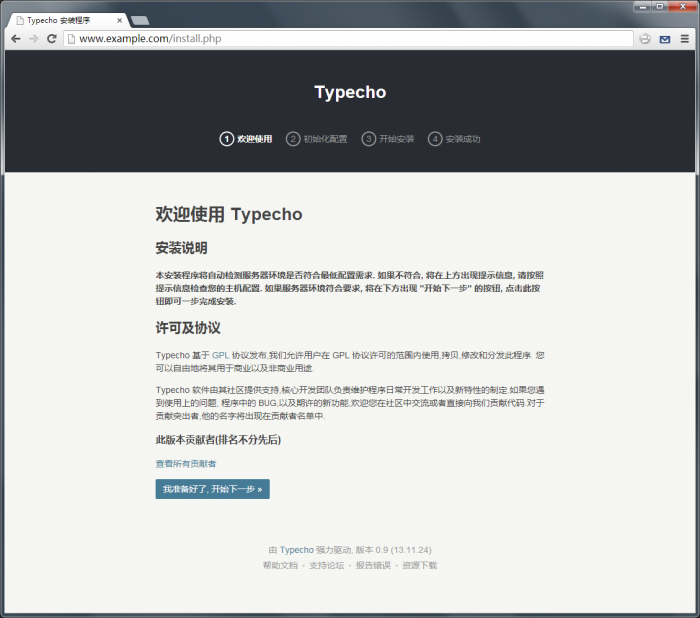 Typecho 安装程序
www.example.com/install.php
Typecho
1 欢迎使用 2 初始化配置 3 开始安装 4 安装成功
欢迎使用 Typecho
安装说明
本安装程序将自动检测服务器环境是否符合最低配置需求. 如果不符合, 将在上方出现提示信息, 请按照
提示信息检查您的主机配置. 如果服务器环境符合要求, 将在下方出现 "开始下一步" 的按钮, 点击此按
钮即可一步完成安装.
许可及协议
Typecho 基于 GPL 协议发布,我们允许用户在 GPL 协议许可的范围内使用,拷贝,修改和分发此程序. 您
可以自由地将其用于商业以及非商业用途.
Typecho 软件由其社区提供支持,核心开发团队负责维护程序日常开发工作以及新特性的制定.如果您遇
到使用上的问题, 程序中的 BUG,以及期许的新功能,欢迎您在社区中交流或者直接向我们贡献代码.对于
贡献突出者,他的名字将出现在贡献者名单中.
此版本贡献者(排名不分先后)
查看所有贡献者
我准备好了, 开始下一步 »
由 Typecho 强力驱动, 版本 0.9 (13.11.24)
帮助文档 • 支持论坛 • 报告错误 • 资源下载